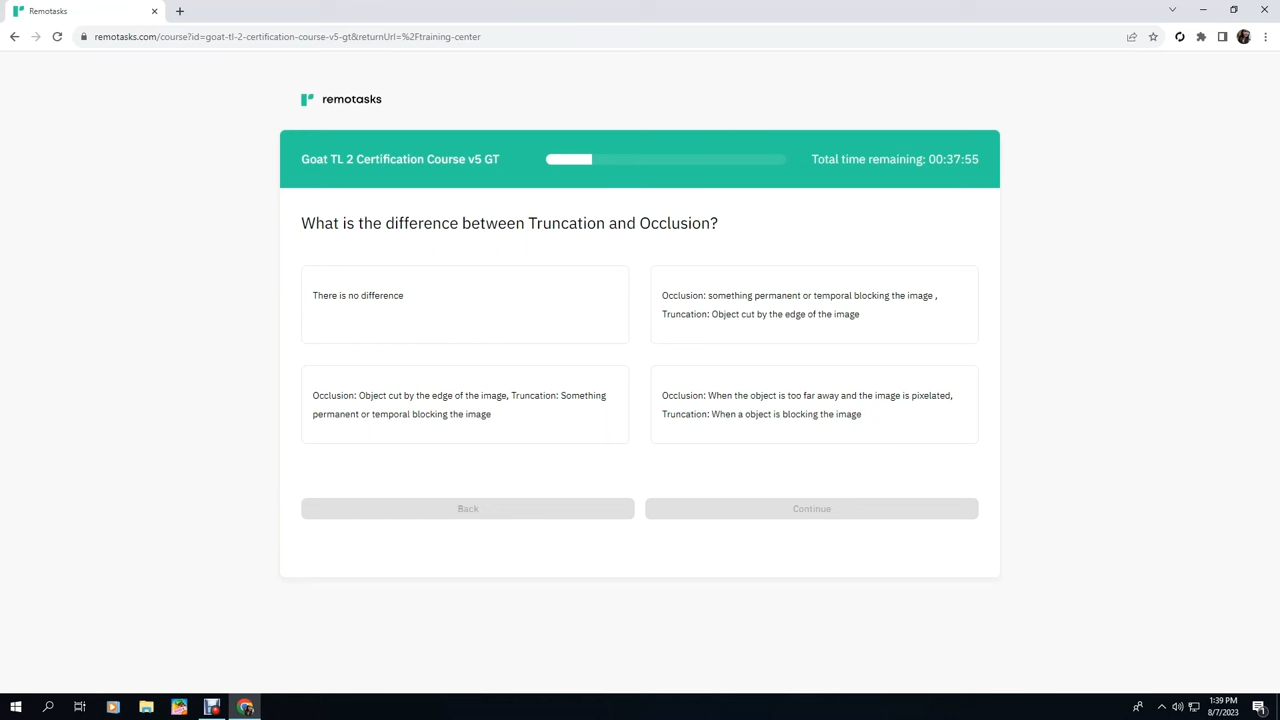 Remotasks
remotasks.com/course?id=goat-tl-2-certification-course-v5-gt&returnUrl=%2Ftraining-center
remotasks
Goat TL 2 Certification Course v5 GT
Total time remaining: 00:37:55
What is the difference between Truncation and Occlusion?
There is no difference
Occlusion: something permanent or temporal blocking the image ,
Truncation: Object cut by the edge of the image
Occlusion: Object cut by the edge of the image, Truncation: Something
permanent or temporal blocking the image
Occlusion: When the object is too far away and the image is pixelated,
Truncation: When a object is blocking the image
Back
Continue
1:39 PM
8/7/2023
1